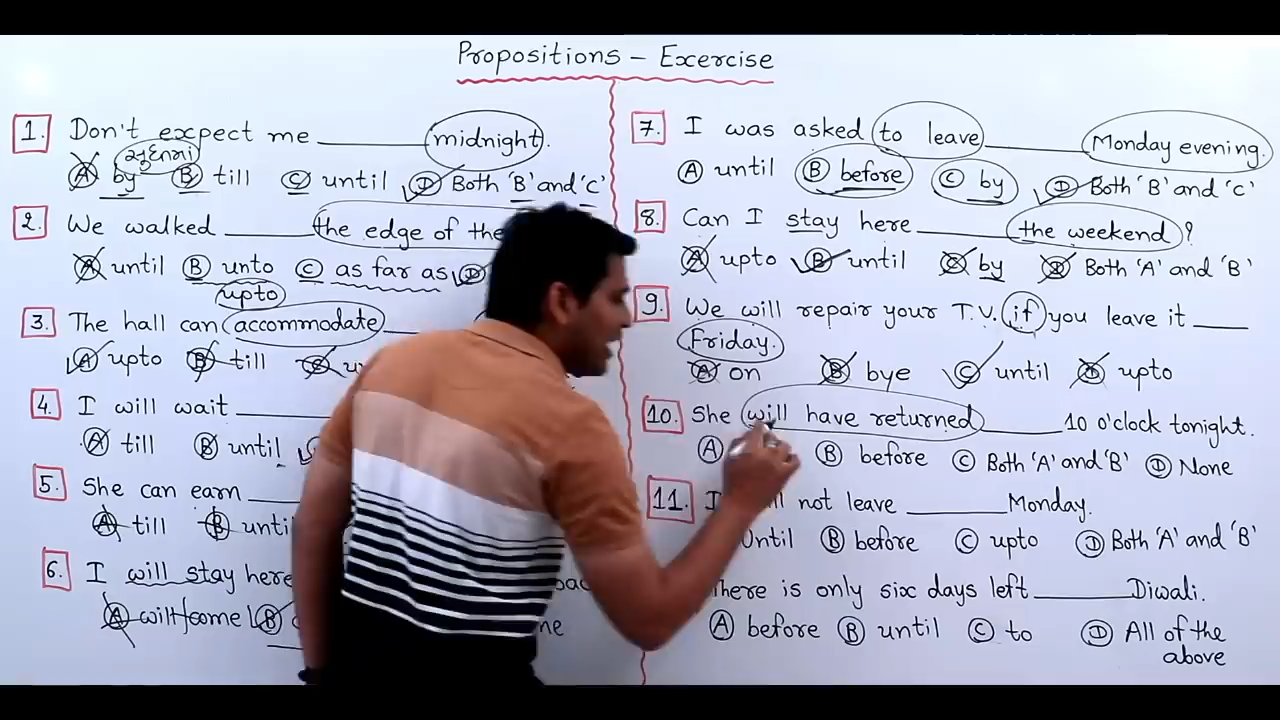 Propositions - Excercise
1. Don't expect me ______ midnight.
સુધીમાં
A by B till C until D Both 'B' and 'C'
2. We walked ______ the edge of the
A until B unto C as far as D
upto
3. The hall can accommodate
A upto B till C
4. I will wait ______
A till B until
5. She can earn ______
A till B
6. I will stay here
A will come B
7. I was asked to leave ______ Monday evening.
A until B before C by D Both 'B' and 'C'
8. Can I stay here ______ the weekend?
A upto B until C by D Both 'A' and 'B'
9. We will repair your T.V. if you leave it ______
Friday.
A on B bye C until D upto
10. She will have returned ______ 10 o'clock tonight.
A B before C Both 'A' and 'B' D None
11. I not leave ______ Monday.
until B before C upto D Both 'A' and 'B'
There is only six days left ______ Diwali.
A before B until C to D All of the
above